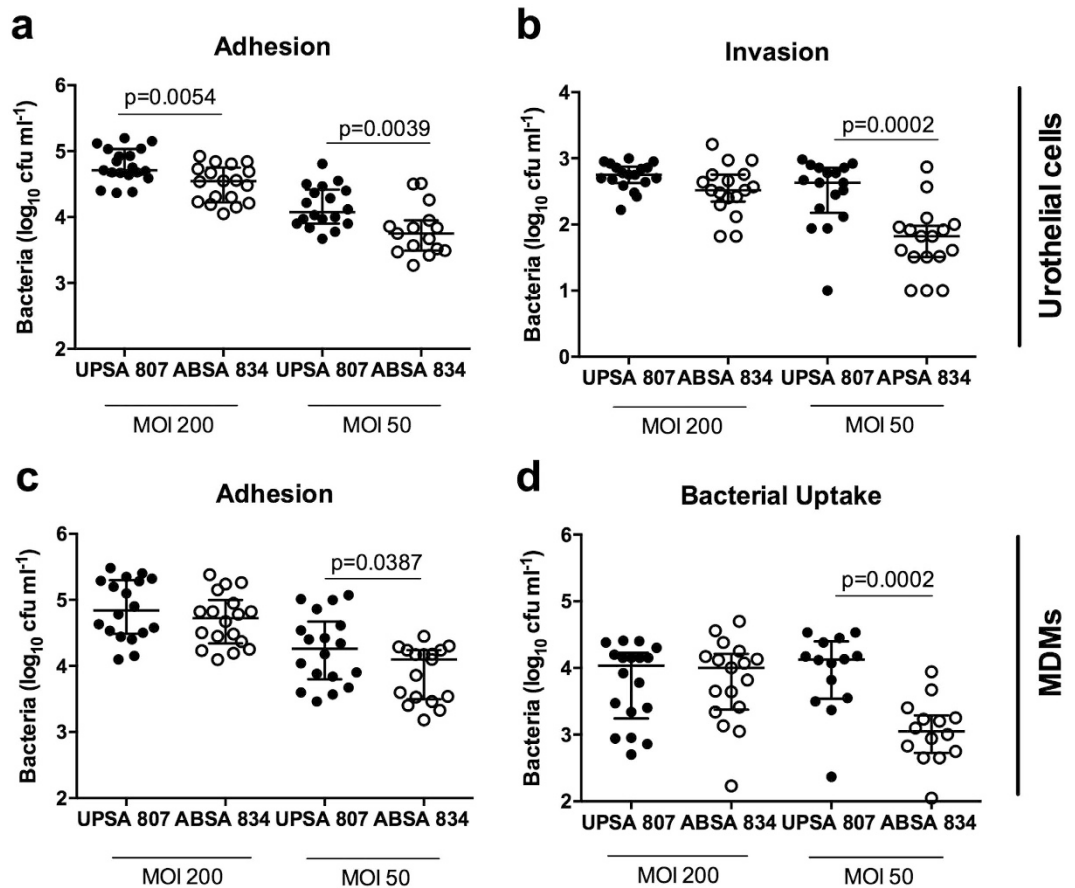 a
Adhesion
Bacteria (log10 cfu ml-1)
6
5
4
3
2
p=0.0054
p=0.0039
UPSA 807 ABSA 834 UPSA 807 ABSA 834
MOI 200 MOI 50
b
Invasion
Bacteria (log10 cfu ml-1)
4
3
2
1
0
p=0.0002
UPSA 807 ABSA 834 UPSA 807 APSA 834
MOI 200 MOI 50
Urothelial cells
c
Adhesion
Bacteria (log10 cfu ml-1)
6
5
4
3
2
p=0.0387
UPSA 807 ABSA 834 UPSA 807 ABSA 834
MOI 200 MOI 50
d
Bacterial Uptake
Bacteria (log10 cfu ml-1)
6
5
4
3
2
p=0.0002
UPSA 807 ABSA 834 UPSA 807 ABSA 834
MOI 200 MOI 50
MDMs